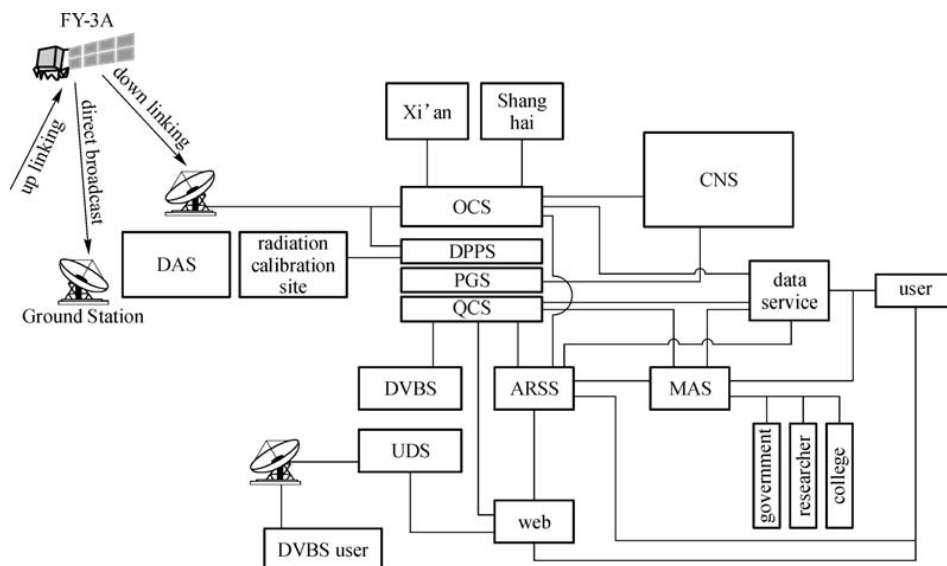 FY-3A
up linking
direct broadcast
down linking
Ground Station
DAS
radiation
calibration
site
Xi'an
Shang
hai
OCS
DPPS
PGS
QCS
CNS
data
service
user
DVBS
ARSS
MAS
UDS
web
government
researcher
college
DVBS user